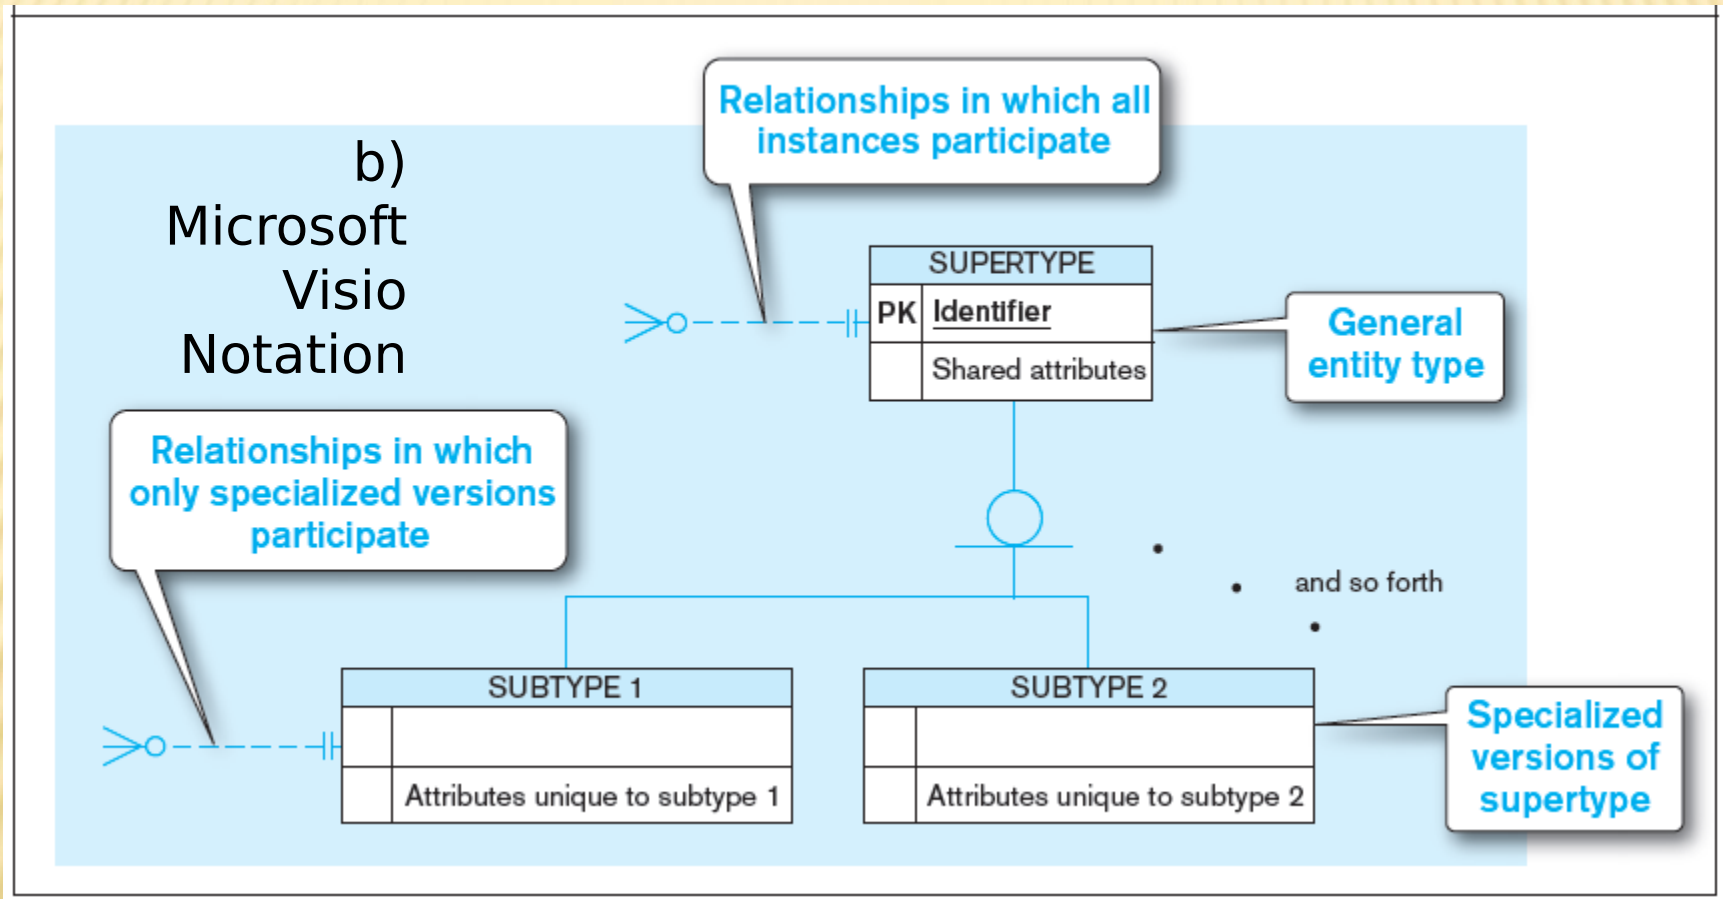 b)
Microsoft
Visio
Notation
Relationships in which all
instances participate
SUPERTYPE
PK Identifier
Shared attributes
General
entity type
Relationships in which
only specialized versions
participate
and so forth
SUBTYPE 1
Attributes unique to subtype 1
SUBTYPE 2
Attributes unique to subtype 2
Specialized
versions of
supertype